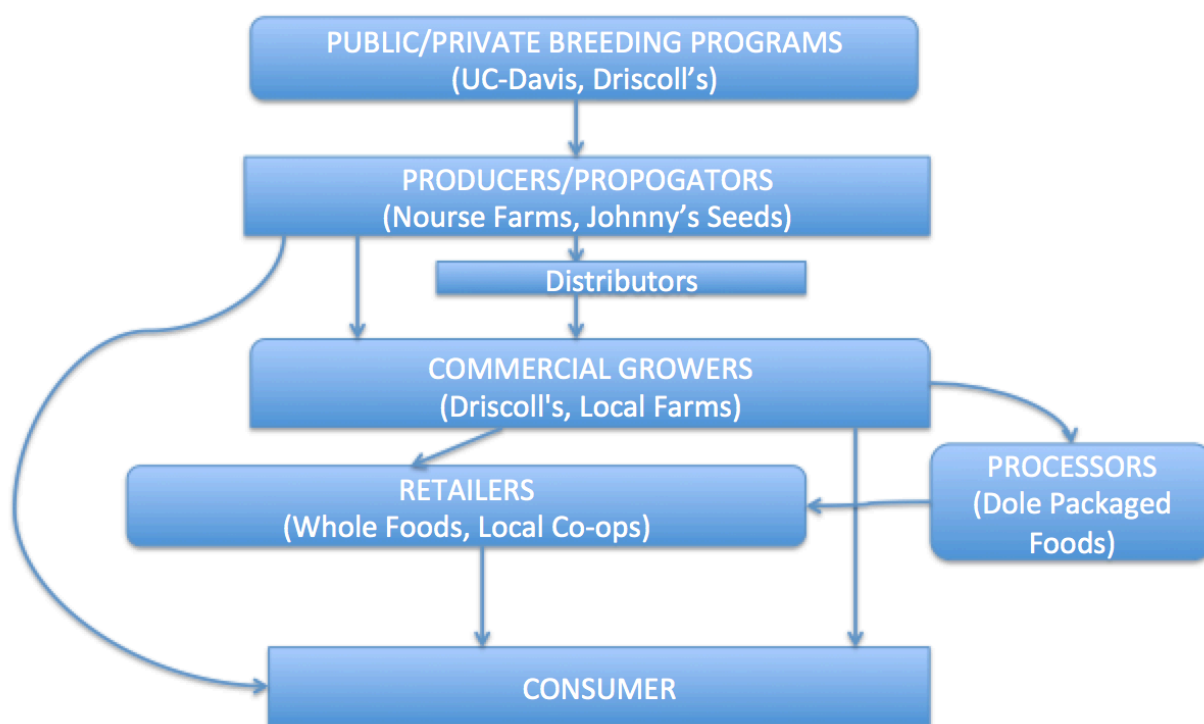 PUBLIC/PRIVATE BREEDING PROGRAMS
(UC-Davis, Driscoll’s)
PRODUCERS/PROPOGATORS
(Nourse Farms, Johnny’s Seeds)
Distributors
COMMERCIAL GROWERS
(Driscoll's, Local Farms)
PROCESSORS
(Dole Packaged
Foods)
RETAILERS
(Whole Foods, Local Co-ops)
CONSUMER